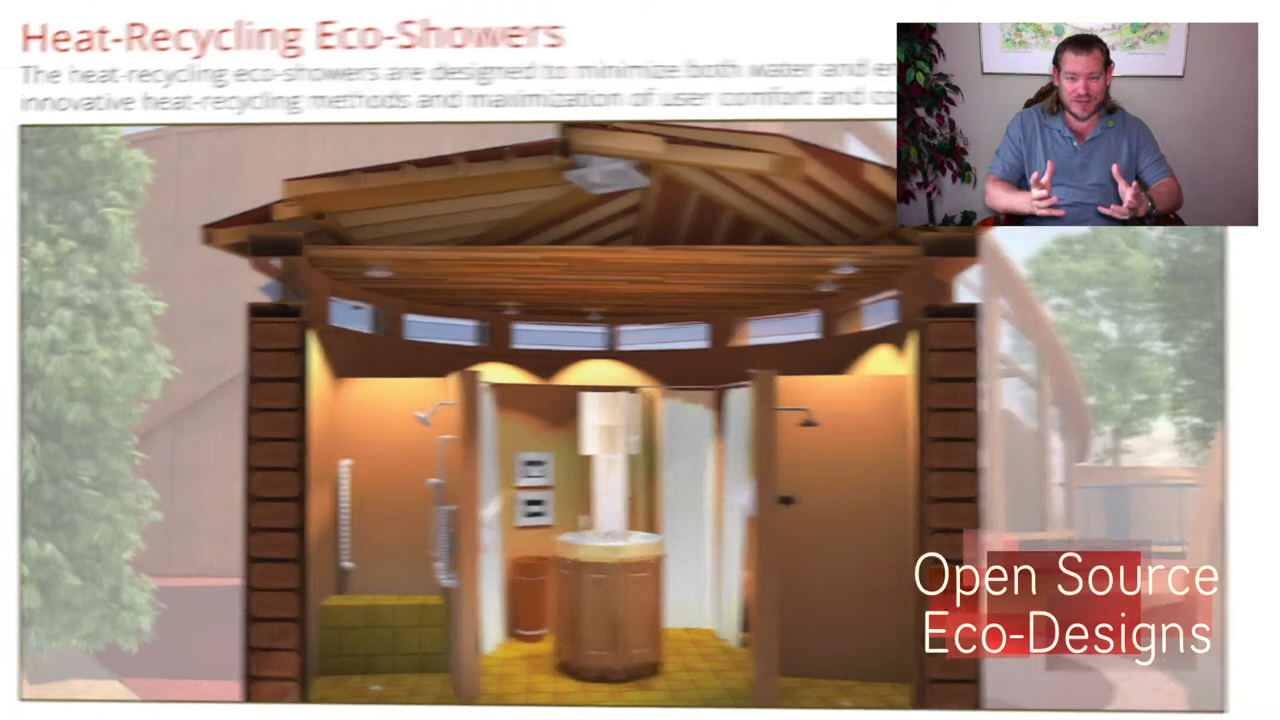 Heat-Recycling Eco-Showers
The heat-recycling eco-showers are designed to minimize both water and
innovative heat-recycling methods and maximization of user comfort and
Open Source
Eco-Designs